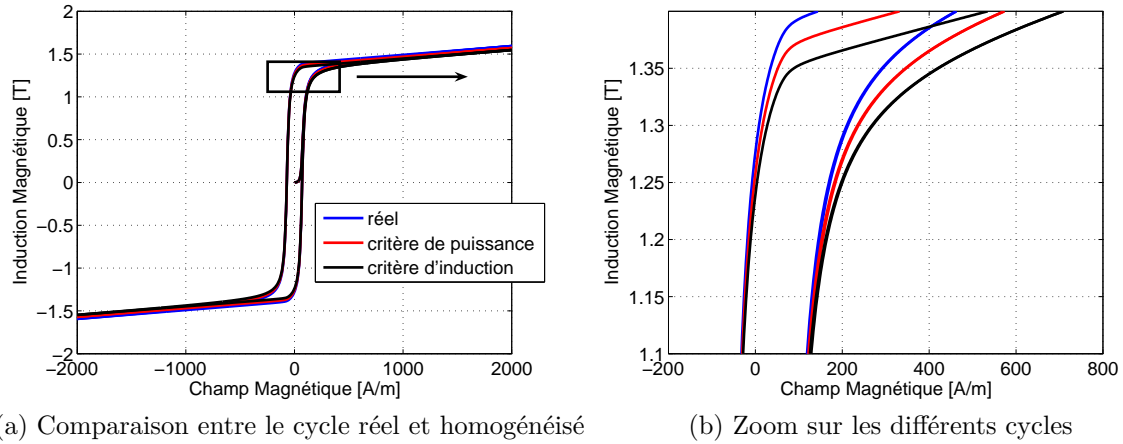 2
1.5
1
0.5
0
−0.5
−1
−1.5
−2
−2000
−1000
0
1000
2000
Induction Magnétique [T]
Champ Magnétique [A/m]
réel
critère de puissance
critère d'induction
1.35
1.3
1.25
1.2
1.15
1.1
−200
0
200
400
600
800
Induction Magnétique [T]
Champ Magnétique [A/m]
a) Comparaison entre le cycle réel et homogénéisé
(b) Zoom sur les différents cycles